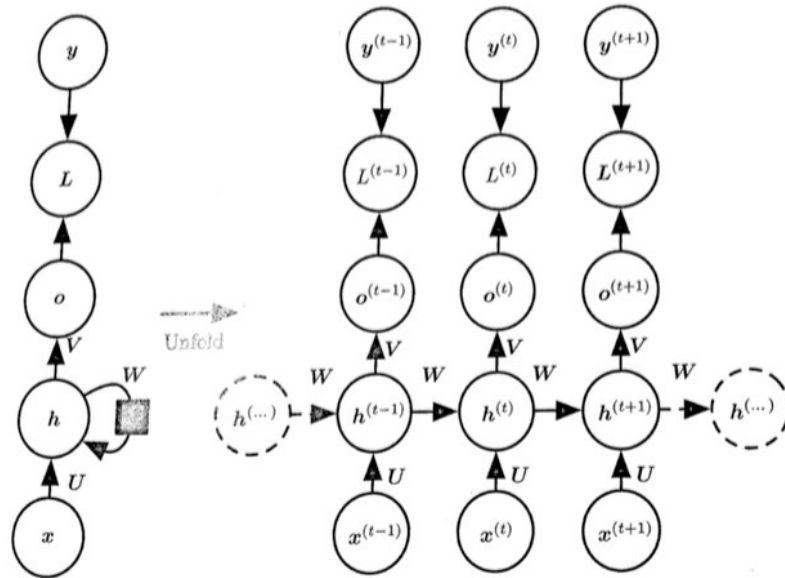 y y^(t−1) y^(t) y^(t+1)
L L^(t−1) L^(t) L^(t+1)
o o^(t−1) o^(t) o^(t+1)
Unfold
V V V V
W W W W W
h h^(...) h^(t−1) h^(t) h^(t+1) h^(...)
U U U U
x x^(t−1) x^(t) x^(t+1)